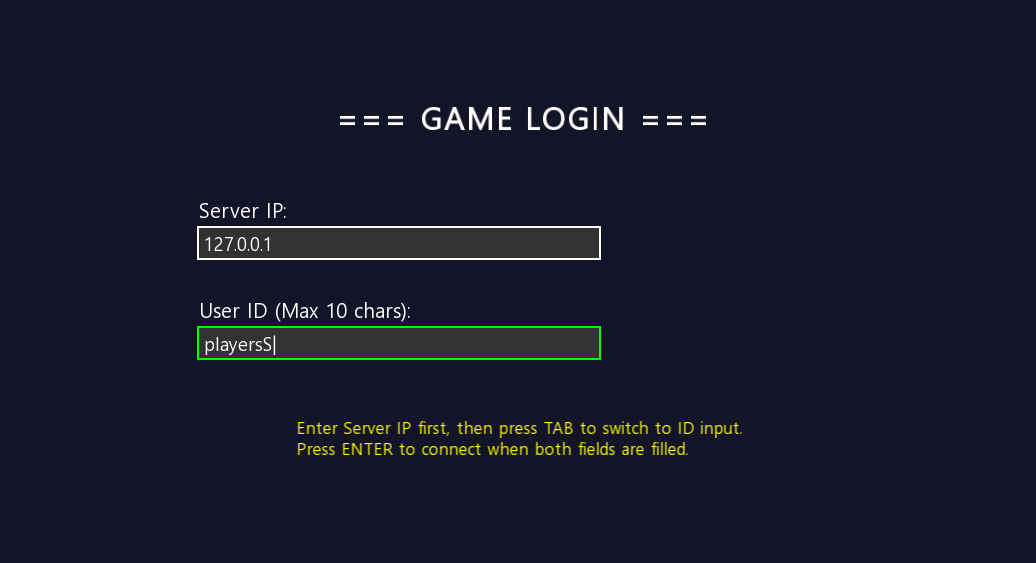 === GAME LOGIN ===
Server IP:
127.0.0.1
User ID (Max 10 chars):
playersS
Enter Server IP first, then press TAB to switch to ID input.
Press ENTER to connect when both fields are filled.